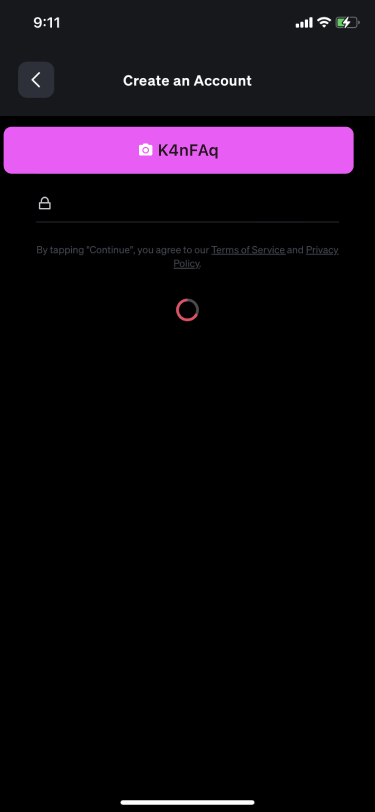 9:11
Create an Account
K4nFAq
By tapping "Continue", you agree to our Terms of Service and Privacy
Policy.